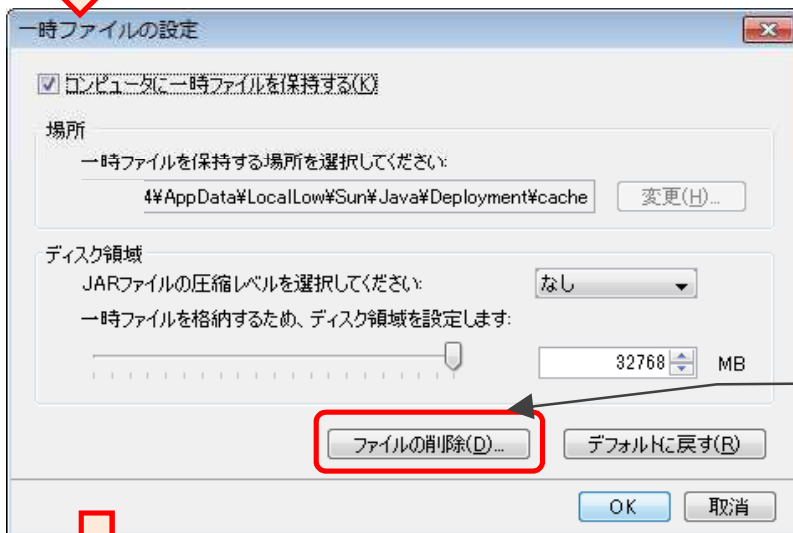 一時ファイルの設定
コンピュータに一時ファイルを保持する(K)
場所
一時ファイルを保持する場所を選択してください:
4¥AppData¥LocalLow¥Sun¥Java¥Deployment¥cache 変更(H)...
ディスク領域
JARファイルの圧縮レベルを選択してください: なし
一時ファイルを格納するため、ディスク領域を設定します:
32768 MB
ファイルの削除(D)... デフォルトに戻す(R)
OK 取消